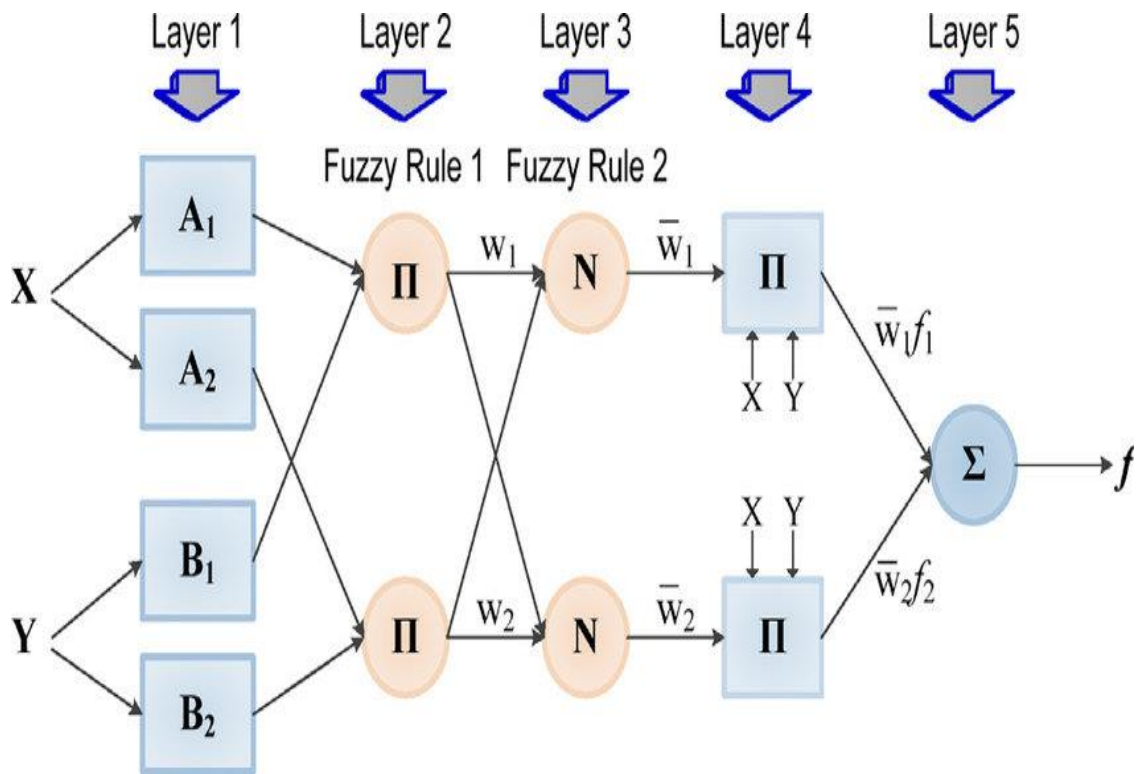 Layer 1 Layer 2 Layer 3 Layer 4 Layer 5
Fuzzy Rule 1 Fuzzy Rule 2
A₁ w₁ w̅₁
X Π N Π
w̅₁f₁
A₂ X Y
Σ f
B₁ X Y
w̅₂f₂
Y w₂ w̅₂
Π N Π
B₂